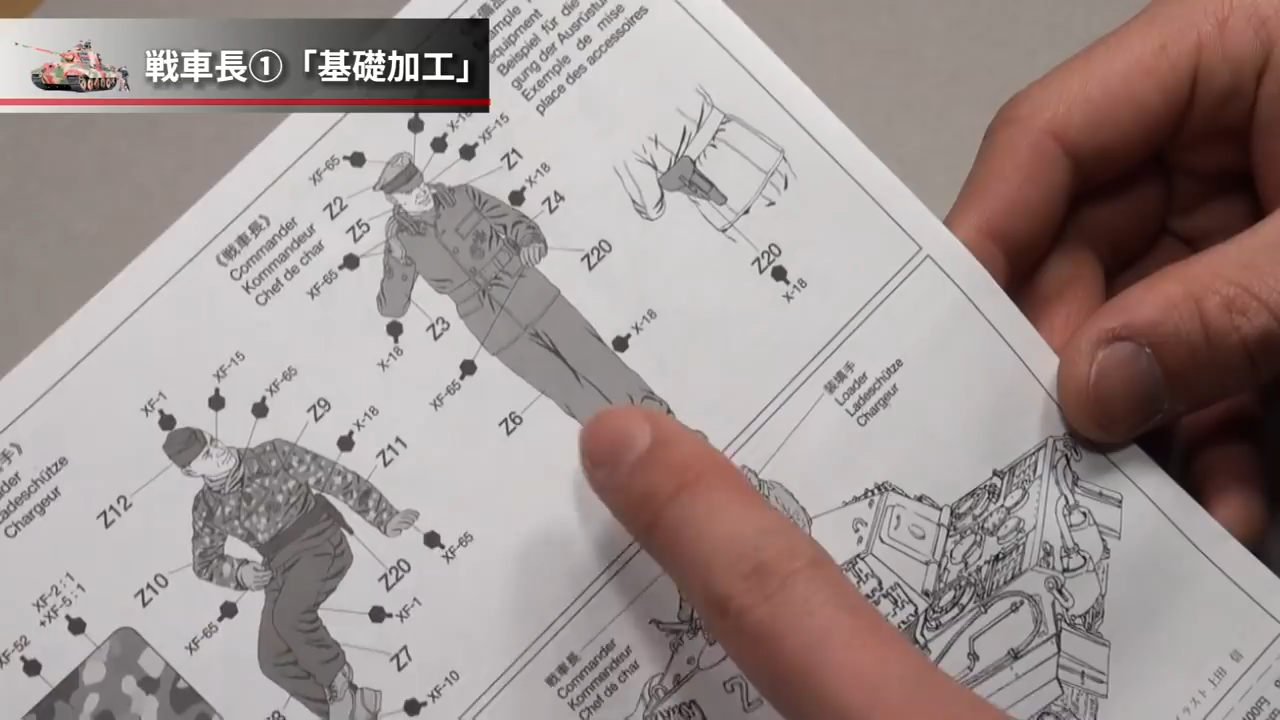 戦車長①「基礎加工」
equipment
Beispiel für die
gung der Ausrüstu
Exemple de mise
place des accessoires
XF-65
X-18
XF-15
Z1
X-18
Z2
Z4
Z5
《戦車長》
Commander
Kommandeur
Chef de char
Z20
XF-65
Z3
X-18
X-18
XF-65
Z6
Z20
X-18
装填手
Loader
Ladeschütze
Chargeur
XF-1
XF-15
XF-65
Z9
X-18
Z11
Z12
adeschütze
Chargeur
XF-65
Z20
Z10
XF-65
XF-1
Z7
XF-10
XF-2:1
+XF-5:1
XF-52
戦車長
Commander
Kommandeur
Chef de char
2